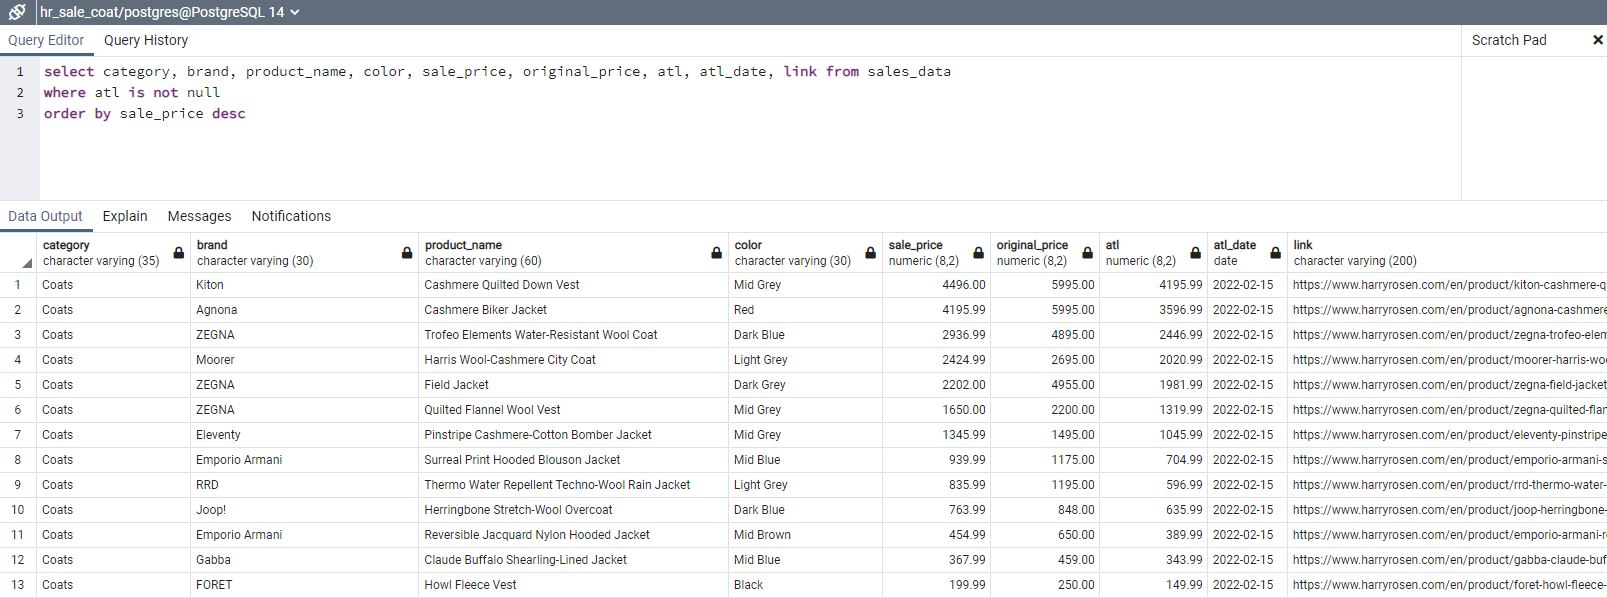 hr_sale_coat/postgres@PostgreSQL 14
Query Editor Query History Scratch Pad
1 select category, brand, product_name, color, sale_price, original_price, atl, atl_date, link from sales_data
2 where atl is not null
3 order by sale_price desc
Data Output Explain Messages Notifications
category brand product_name color sale_price original_price atl atl_date link
character varying (35) character varying (30) character varying (60) character varying (30) numeric (8,2) numeric (8,2) numeric (8,2) date character varying (200)
1 Coats Kiton Cashmere Quilted Down Vest Mid Grey 4496.00 5995.00 4195.99 2022-02-15 https://www.harryrosen.com/en/product/kiton-cashmere-q
2 Coats Agnona Cashmere Biker Jacket Red 4195.99 5995.00 3596.99 2022-02-15 https://www.harryrosen.com/en/product/agnona-cashmere
3 Coats ZEGNA Trofeo Elements Water-Resistant Wool Coat Dark Blue 2936.99 4895.00 2446.99 2022-02-15 https://www.harryrosen.com/en/product/zegna-trofeo-elem
4 Coats Moorer Harris Wool-Cashmere City Coat Light Grey 2424.99 2695.00 2020.99 2022-02-15 https://www.harryrosen.com/en/product/moorer-harris-woo
5 Coats ZEGNA Field Jacket Dark Grey 2202.00 4955.00 1981.99 2022-02-15 https://www.harryrosen.com/en/product/zegna-field-jacket
6 Coats ZEGNA Quilted Flannel Wool Vest Mid Grey 1650.00 2200.00 1319.99 2022-02-15 https://www.harryrosen.com/en/product/zegna-quilted-flan
7 Coats Eleventy Pinstripe Cashmere-Cotton Bomber Jacket Mid Grey 1345.99 1495.00 1045.99 2022-02-15 https://www.harryrosen.com/en/product/eleventy-pinstripe
8 Coats Emporio Armani Surreal Print Hooded Blouson Jacket Mid Blue 939.99 1175.00 704.99 2022-02-15 https://www.harryrosen.com/en/product/emporio-armani-s
9 Coats RRD Thermo Water Repellent Techno-Wool Rain Jacket Light Grey 835.99 1195.00 596.99 2022-02-15 https://www.harryrosen.com/en/product/rrd-thermo-water-
10 Coats Joop! Herringbone Stretch-Wool Overcoat Dark Blue 763.99 848.00 635.99 2022-02-15 https://www.harryrosen.com/en/product/joop-herringbone-
11 Coats Emporio Armani Reversible Jacquard Nylon Hooded Jacket Mid Brown 454.99 650.00 389.99 2022-02-15 https://www.harryrosen.com/en/product/emporio-armani-r
12 Coats Gabba Claude Buffalo Shearling-Lined Jacket Mid Blue 367.99 459.00 343.99 2022-02-15 https://www.harryrosen.com/en/product/gabba-claude-buf
13 Coats FORET Howl Fleece Vest Black 199.99 250.00 149.99 2022-02-15 https://www.harryrosen.com/en/product/foret-howl-fleece-